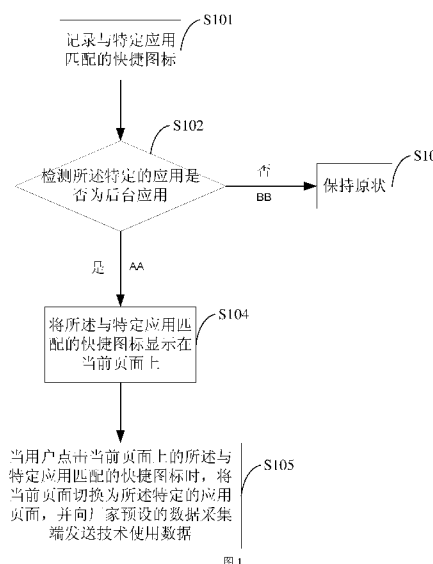 S101
记录与特定应用
匹配的快捷图标
S102
检测所述特定的应用是
否为后台应用
否
BB
S10
保持原状
是 AA
S104
将所述与特定应用匹
配的快捷图标显示在
当前页面上
当用户点击当前页面上的所述与
特定应用匹配的快捷图标时，将
当前页面切换为所述特定的应用
页面，并向厂家预设的数据采集
端发送技术使用数据
S105
图 1